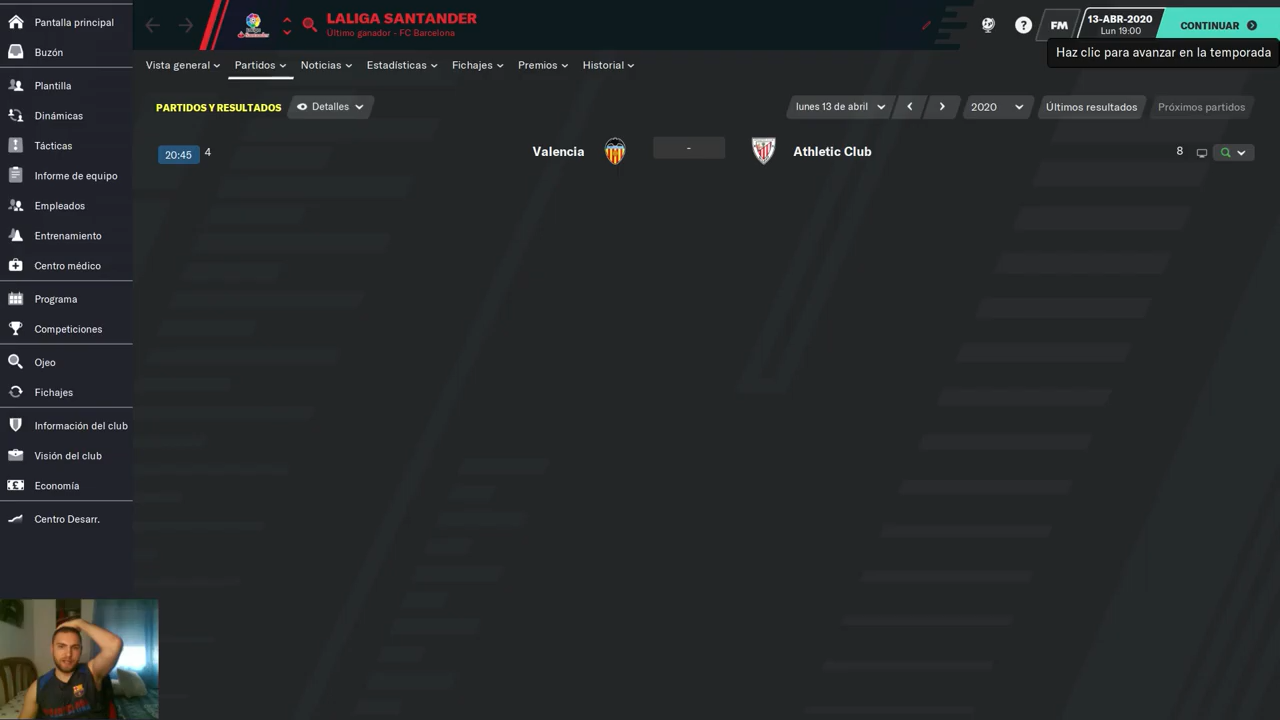 Pantalla principal
Buzón
Plantilla
Dinámicas
Tácticas
Informe de equipo
Empleados
Entrenamiento
Centro médico
Programa
Competiciones
Ojeo
Fichajes
Información del club
Visión del club
Economía
Centro Desarr.
LALIGA SANTANDER
Último ganador - FC Barcelona
FM
13-ABR-2020
Lun 19:00
CONTINUAR
Haz clic para avanzar en la temporada
Vista general Partidos Noticias Estadísticas Fichajes Premios Historial
PARTIDOS Y RESULTADOS Detalles lunes 13 de abril 2020 Últimos resultados Próximos partidos
20:45 4 Valencia - Athletic Club 8